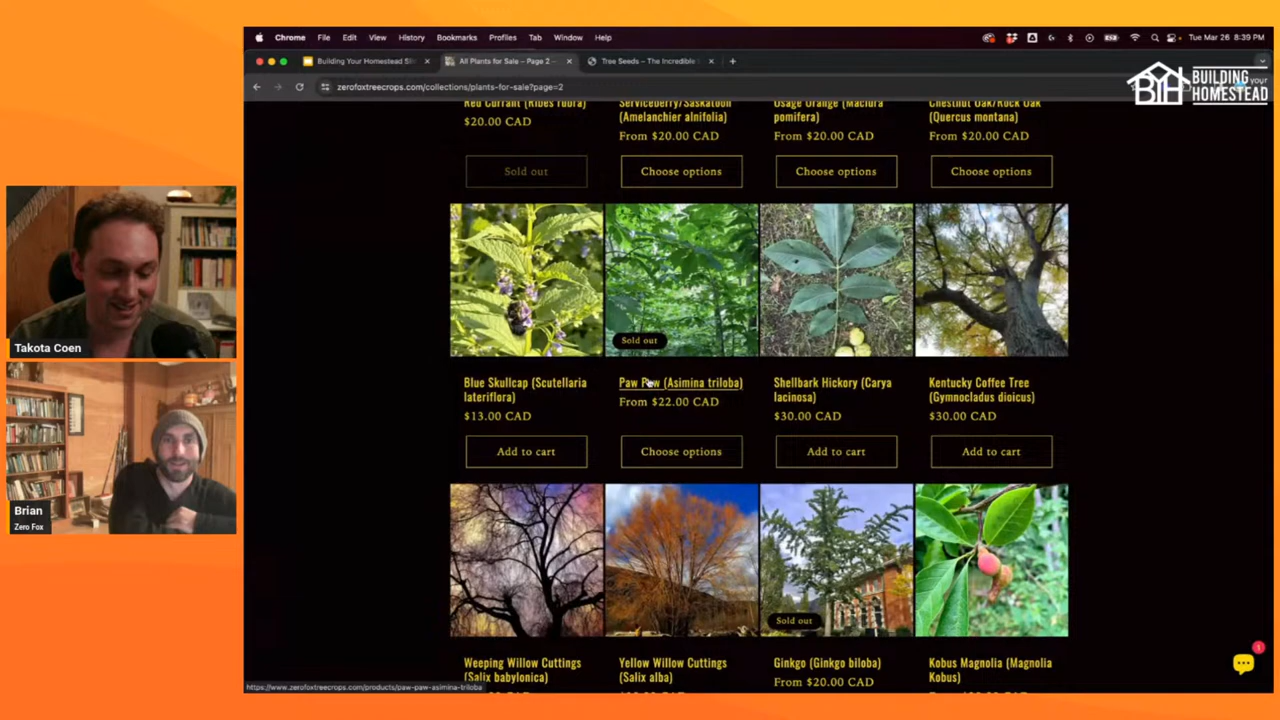 Chrome File Edit View History Bookmarks Profiles Tab Window Help
Tue Mar 26 8:39 PM
Building Your Homestead
All Plants for Sale – Page 2
Tree Seeds – The Incredible
zerofoxtreecrops.com/collections/plants-for-sale?page=2
BYH BUILDING your HOMESTEAD
Red Currant (Ribes rubra)
$20.00 CAD
Sold out
Serviceberry/Saskatoon
(Amelanchier alnifolia)
From $20.00 CAD
Choose options
Osage Orange (Maclura
pomifera)
From $20.00 CAD
Choose options
Chestnut Oak/Rock Oak
(Quercus montana)
From $20.00 CAD
Choose options
Blue Skullcap (Scutellaria
lateriflora)
$13.00 CAD
Add to cart
Sold out
Paw Paw (Asimina triloba)
From $22.00 CAD
Choose options
Shellbark Hickory (Carya
lacinosa)
$30.00 CAD
Add to cart
Kentucky Coffee Tree
(Gymnocladus dioicus)
$30.00 CAD
Add to cart
Weeping Willow Cuttings
(Salix babylonica)
Yellow Willow Cuttings
(Salix alba)
Sold out
Ginkgo (Ginkgo biloba)
From $20.00 CAD
Kobus Magnolia (Magnolia
Kobus)
1
https://www.zerofoxtreecrops.com/products/paw-paw-asimina-triloba
Takota Coen
Brian
Zero Fox